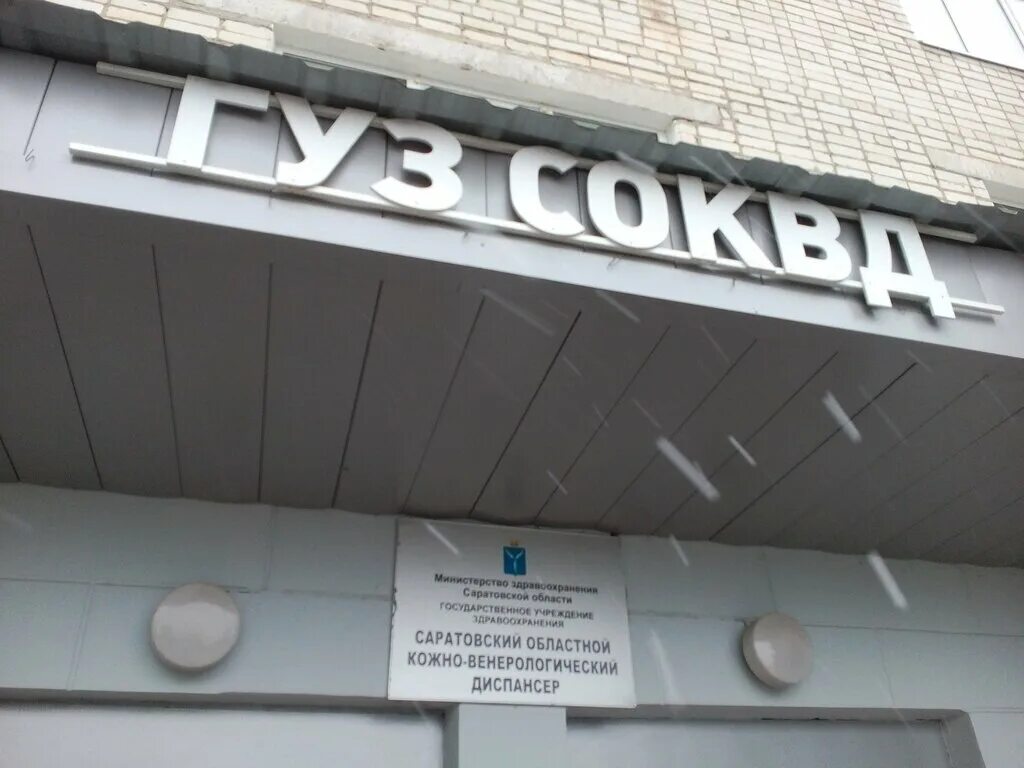 ГУЗ СОКВД
Министерство здравоохранения
Саратовской области
ГОСУДАРСТВЕННОЕ УЧРЕЖДЕНИЕ
ЗДРАВООХРАНЕНИЯ
САРАТОВСКИЙ ОБЛАСТНОЙ
КОЖНО-ВЕНЕРОЛОГИЧЕСКИЙ
ДИСПАНСЕР